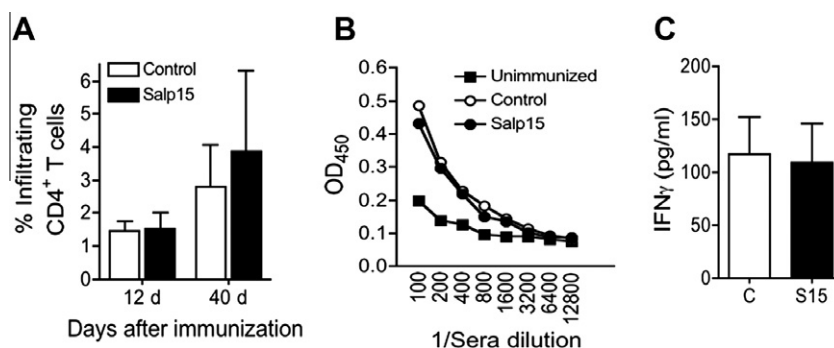 A
Control
Salp15
% Infiltrating
CD4+ T cells
6
5
4
3
2
1
0
12 d
40 d
Days after immunization
B
Unimmunized
Control
Salp15
OD450
0.6
0.5
0.4
0.3
0.2
0.1
0.0
100
200
400
800
1600
3200
6400
12800
1/Sera dilution
C
IFNγ (pg/ml)
200
150
100
50
0
C
S15